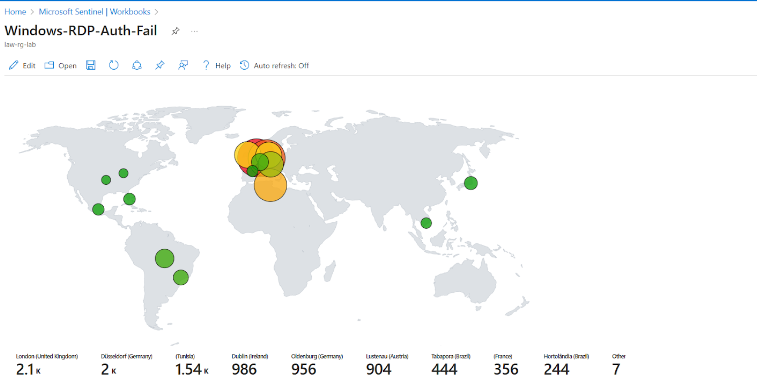 Home > Microsoft Sentinel | Workbooks >
Windows-RDP-Auth-Fail ...
law-rg-lab
Edit Open Help Auto refresh: Off
London (United Kingdom) Düsseldorf (Germany) (Tunisia) Dublin (Ireland) Oldenburg (Germany) Lustenau (Austria) Tabapora (Brazil) (France) Hortolândia (Brazil) Other
2.1 K 2 K 1.54 K 986 956 904 444 356 244 7